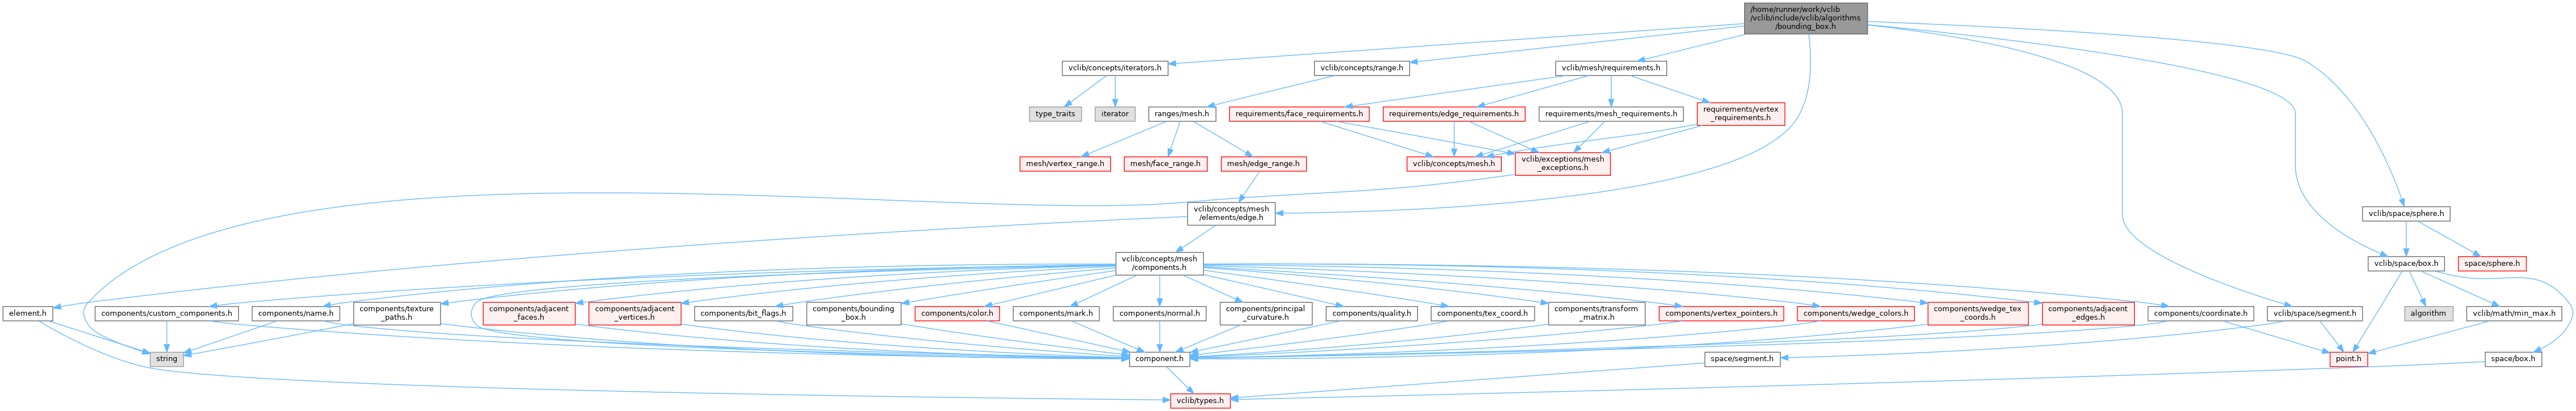 /home/runner/work/vclib
/vclib/include/vclib/algorithms
/bounding_box.h
vclib/concepts/iterators.h
vclib/concepts/range.h
vclib/mesh/requirements.h
type_traits
iterator
ranges/mesh.h
requirements/face_requirements.h
requirements/edge_requirements.h
requirements/mesh_requirements.h
requirements/vertex
_requirements.h
mesh/vertex_range.h
mesh/face_range.h
mesh/edge_range.h
vclib/concepts/mesh.h
vclib/exceptions/mesh
_exceptions.h
vclib/concepts/mesh
/elements/edge.h
vclib/space/sphere.h
vclib/concepts/mesh
/components.h
vclib/space/box.h
space/sphere.h
element.h
components/custom_components.h
components/name.h
components/texture
_paths.h
components/adjacent
_faces.h
components/adjacent
_vertices.h
components/bit_flags.h
components/bounding
_box.h
components/color.h
components/mark.h
components/normal.h
components/principal
_curvature.h
components/quality.h
components/tex_coord.h
components/transform
_matrix.h
components/vertex_pointers.h
components/wedge_colors.h
components/wedge_tex
_coords.h
components/adjacent
_edges.h
components/coordinate.h
vclib/space/segment.h
algorithm
vclib/math/min_max.h
string
component.h
space/segment.h
point.h
space/box.h
vclib/types.h